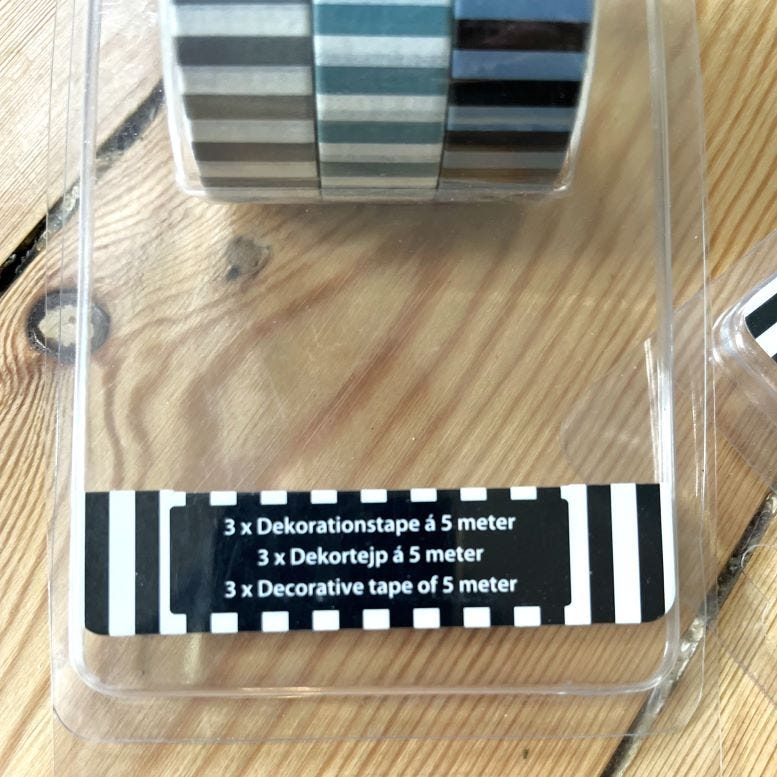 3 x Dekorationstape á 5 meter
3 x Dekortejp á 5 meter
3 x Decorative tape of 5 meter